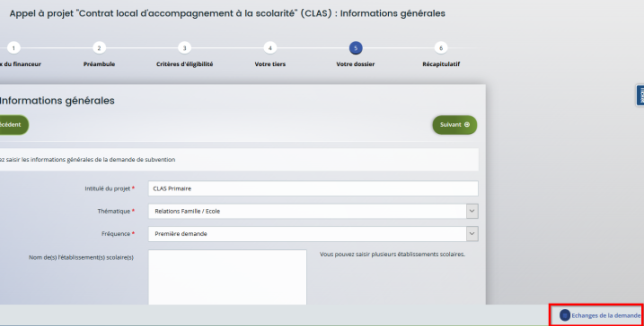 Appel à projet "Contrat local d'accompagnement à la scolarité" (CLAS) : Informations générales
1 2 3 4 5 6
du financeur Préambule Critères d'éligibilité Votre tiers Votre dossier Récapitulatif
Informations générales
Suivant
saisir les informations générales de la demande de subvention
Intitulé du projet * CLAS Primaire
Thématique * Relations Famille / Ecole
Fréquence * Première demande
Nom de(s) l'établissement(s) scolaire(s) Vous pouvez saisir plusieurs établissements scolaires.
Echanges de la demande